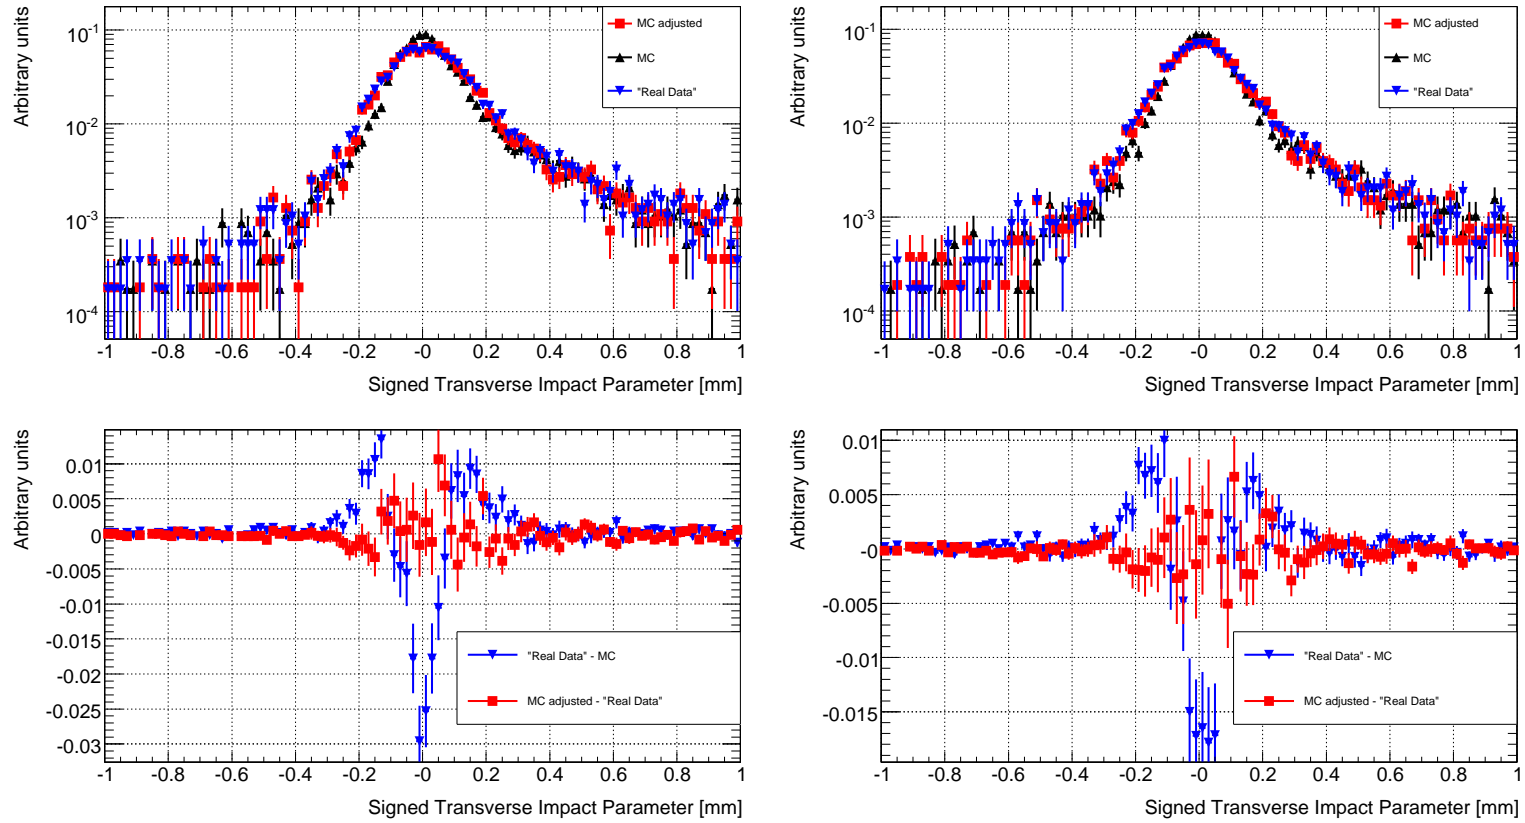 Arbitrary units
10⁻¹
10⁻²
10⁻³
10⁻⁴
MC adjusted
MC
"Real Data"
-1 -0.8 -0.6 -0.4 -0.2 -0 0.2 0.4 0.6 0.8 1
Signed Transverse Impact Parameter [mm]
Arbitrary units
10⁻¹
10⁻²
10⁻³
10⁻⁴
MC adjusted
MC
"Real Data"
-1 -0.8 -0.6 -0.4 -0.2 -0 0.2 0.4 0.6 0.8 1
Signed Transverse Impact Parameter [mm]
Arbitrary units
0.01
0.005
0
-0.005
-0.01
-0.015
-0.02
-0.025
-0.03
"Real Data" - MC
MC adjusted - "Real Data"
-1 -0.8 -0.6 -0.4 -0.2 -0 0.2 0.4 0.6 0.8 1
Signed Transverse Impact Parameter [mm]
Arbitrary units
0.01
0.005
-0
-0.005
-0.01
-0.015
"Real Data" - MC
MC adjusted - "Real Data"
-1 -0.8 -0.6 -0.4 -0.2 -0 0.2 0.4 0.6 0.8 1
Signed Transverse Impact Parameter [mm]